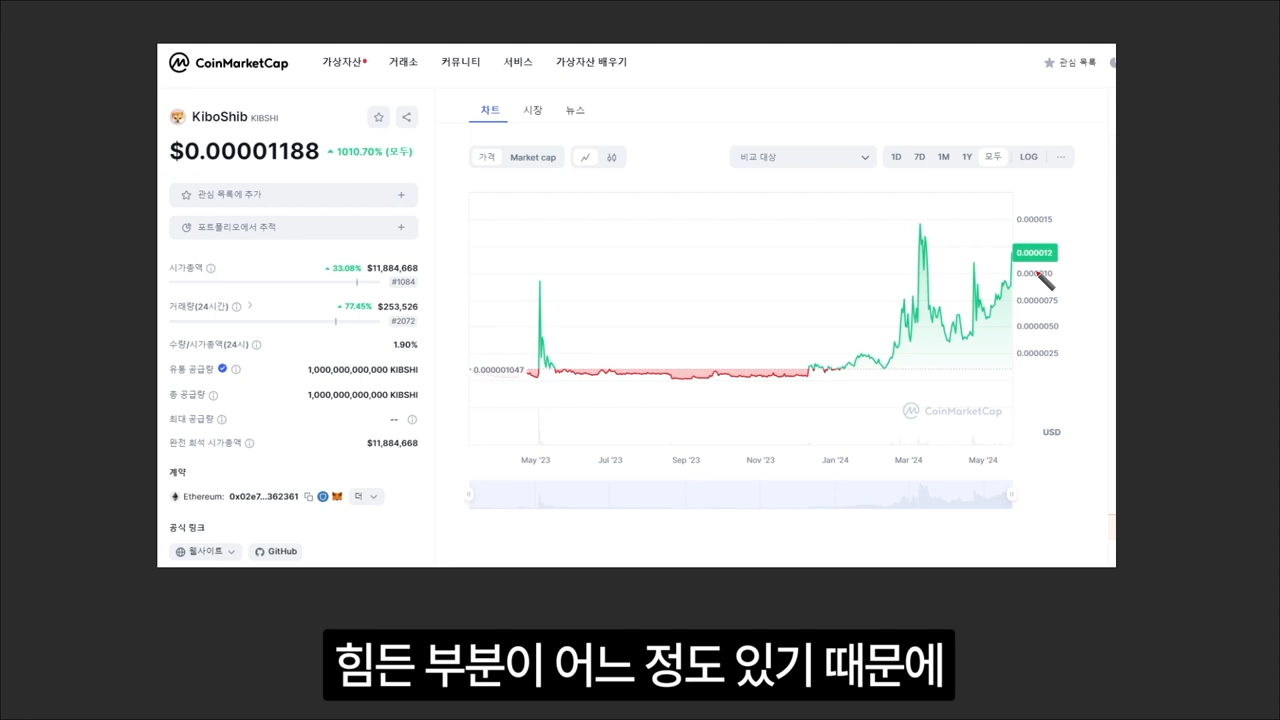 CoinMarketCap
가상자산 거래소 커뮤니티 서비스 가상자산 배우기
관심 목록
KiboShib KIBSHI
$0.00001188 1010.70% (모두)
관심 목록에 추가 +
포트폴리오에서 추적 +
시가총액 33.08% $11,884,668
#1084
거래량(24시간) 77.45% $253,526
#2072
수량/시가총액(24시) 1.90%
유통 공급량 1,000,000,000,000 KIBSHI
총 공급량 1,000,000,000,000 KIBSHI
최대 공급량 --
완전 희석 시가총액 $11,884,668
계약
Ethereum: 0x02e7...362361 더
공식 링크
웹사이트 GitHub
차트 시장 뉴스
가격 Market cap
비교 대상
1D 7D 1M 1Y 모두 LOG ...
0.000015
0.000012
0.000010
0.0000075
0.0000050
0.0000025
0.000001047
CoinMarketCap
USD
May '23 Jul '23 Sep '23 Nov '23 Jan '24 Mar '24 May '24
힘든 부분이 어느 정도 있기 때문에